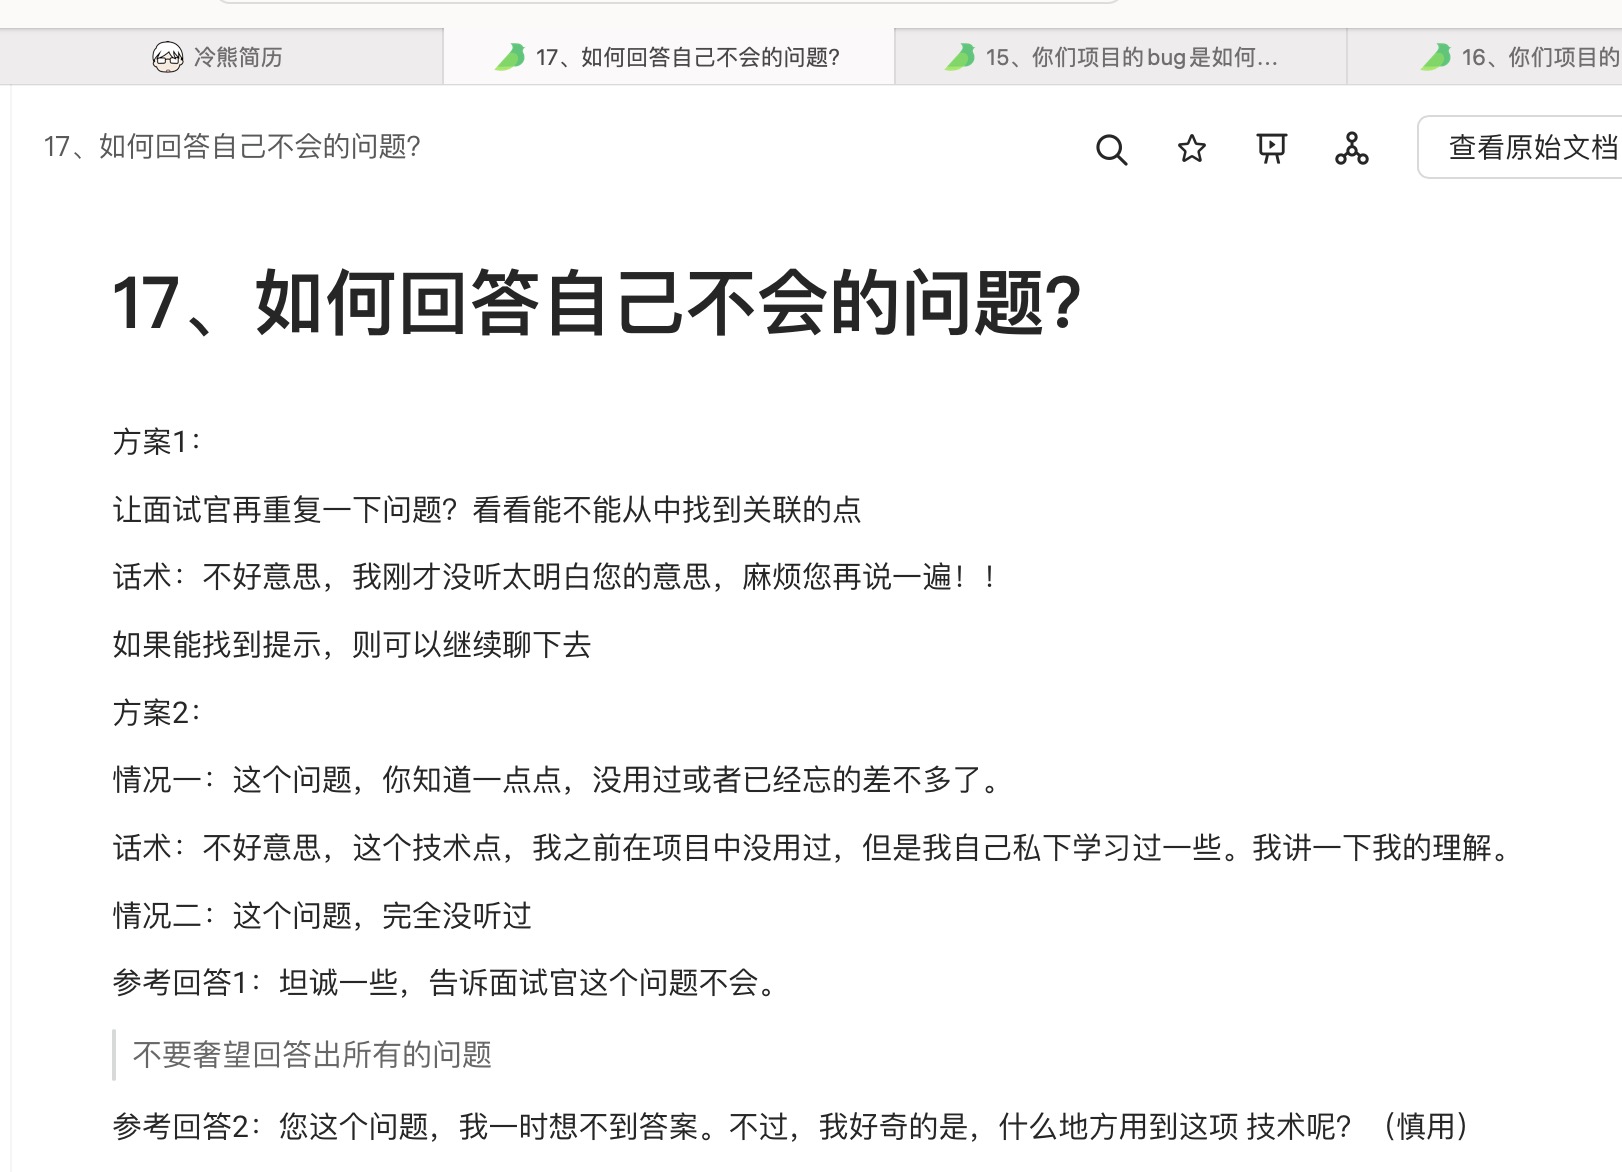 冷熊简历
17、如何回答自己不会的问题?
15、你们项目的bug是如何...
16、你们项目的
17、如何回答自己不会的问题?
查看原始文档
17、如何回答自己不会的问题?
方案1：
让面试官再重复一下问题？看看能不能从中找到关联的点
话术：不好意思，我刚才没听太明白您的意思，麻烦您再说一遍！！
如果能找到提示，则可以继续聊下去
方案2：
情况一：这个问题，你知道一点点，没用过或者已经忘的差不多了。
话术：不好意思，这个技术点，我之前在项目中没用过，但是我自己私下学习过一些。我讲一下我的理解。
情况二：这个问题，完全没听过
参考回答1：坦诚一些，告诉面试官这个问题不会。
不要奢望回答出所有的问题
参考回答2：您这个问题，我一时想不到答案。不过，我好奇的是，什么地方用到这项 技术呢？（慎用）